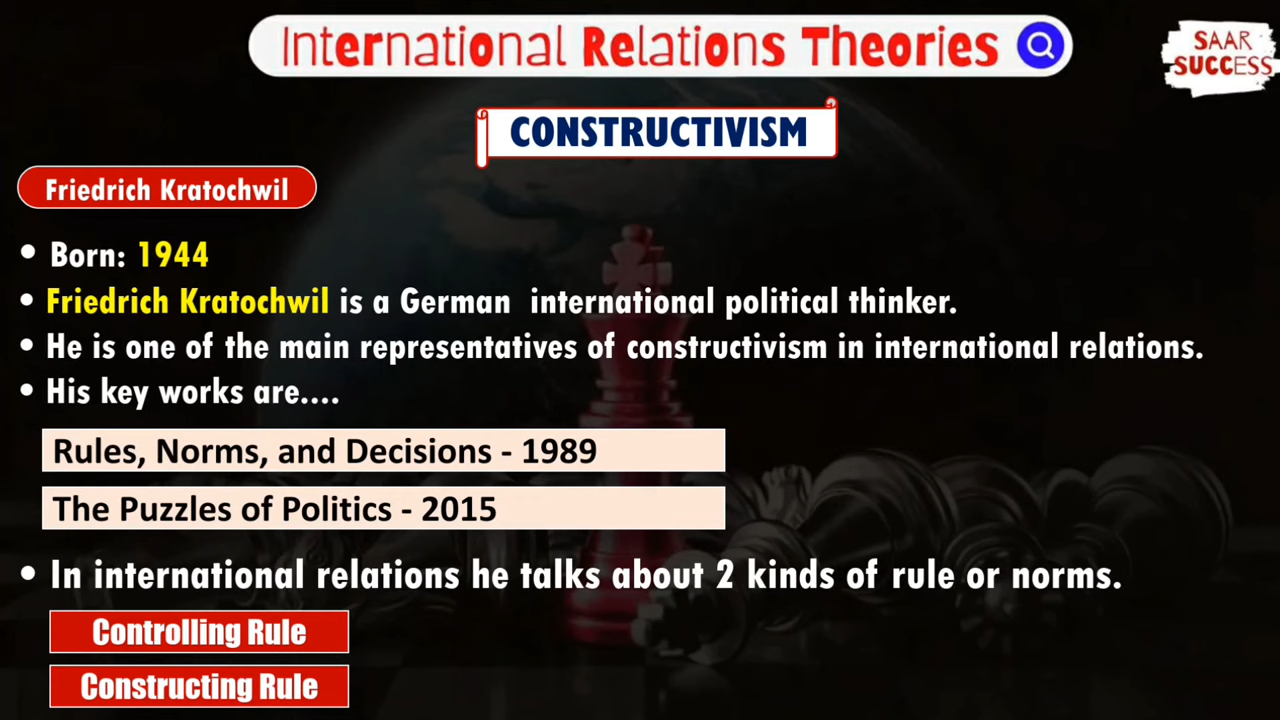 International Relations Theories
SAAR
SUCCESS
CONSTRUCTIVISM
Friedrich Kratochwil
• Born: 1944
• Friedrich Kratochwil is a German international political thinker.
• He is one of the main representatives of constructivism in international relations.
• His key works are....
Rules, Norms, and Decisions - 1989
The Puzzles of Politics - 2015
• In international relations he talks about 2 kinds of rule or norms.
Controlling Rule
Constructing Rule